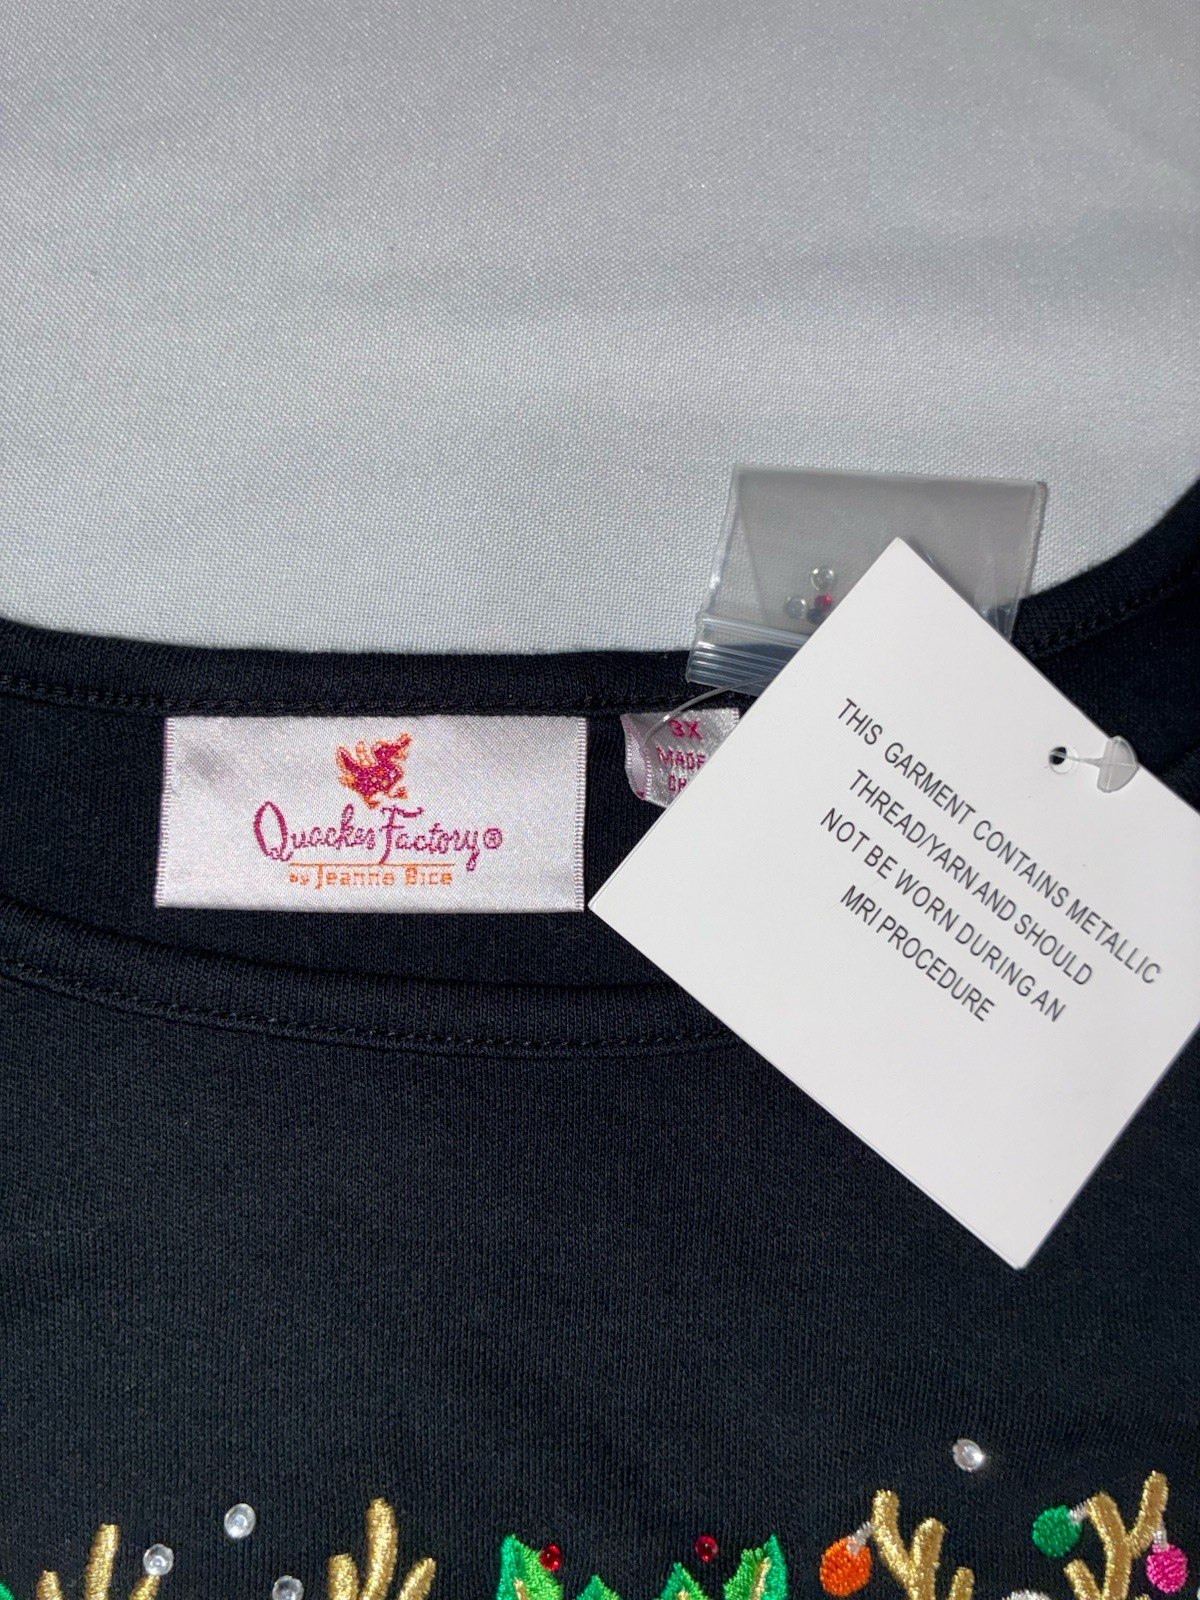 Quacker Factory®
by Jeanne Bice
3X
MADE
THIS GARMENT CONTAINS METALLIC
THREAD/YARN AND SHOULD
NOT BE WORN DURING AN
MRI PROCEDURE